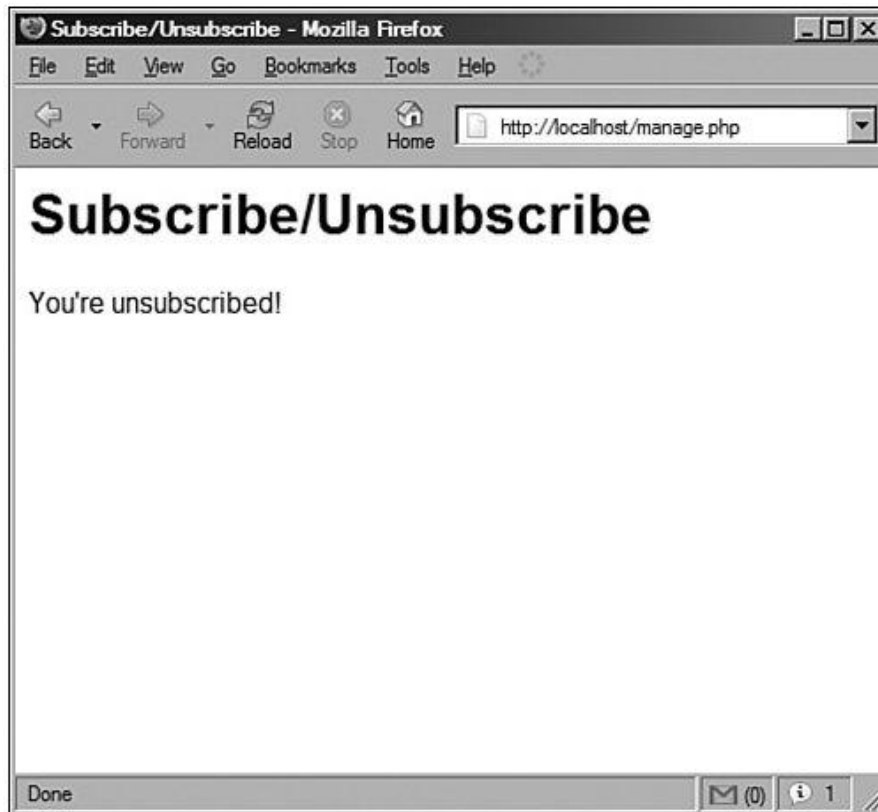 Subscribe/Unsubscribe - Mozilla Firefox
File Edit View Go Bookmarks Tools Help
Back Forward Reload Stop Home http://localhost/manage.php
Subscribe/Unsubscribe
You're unsubscribed!
Done (0) 1